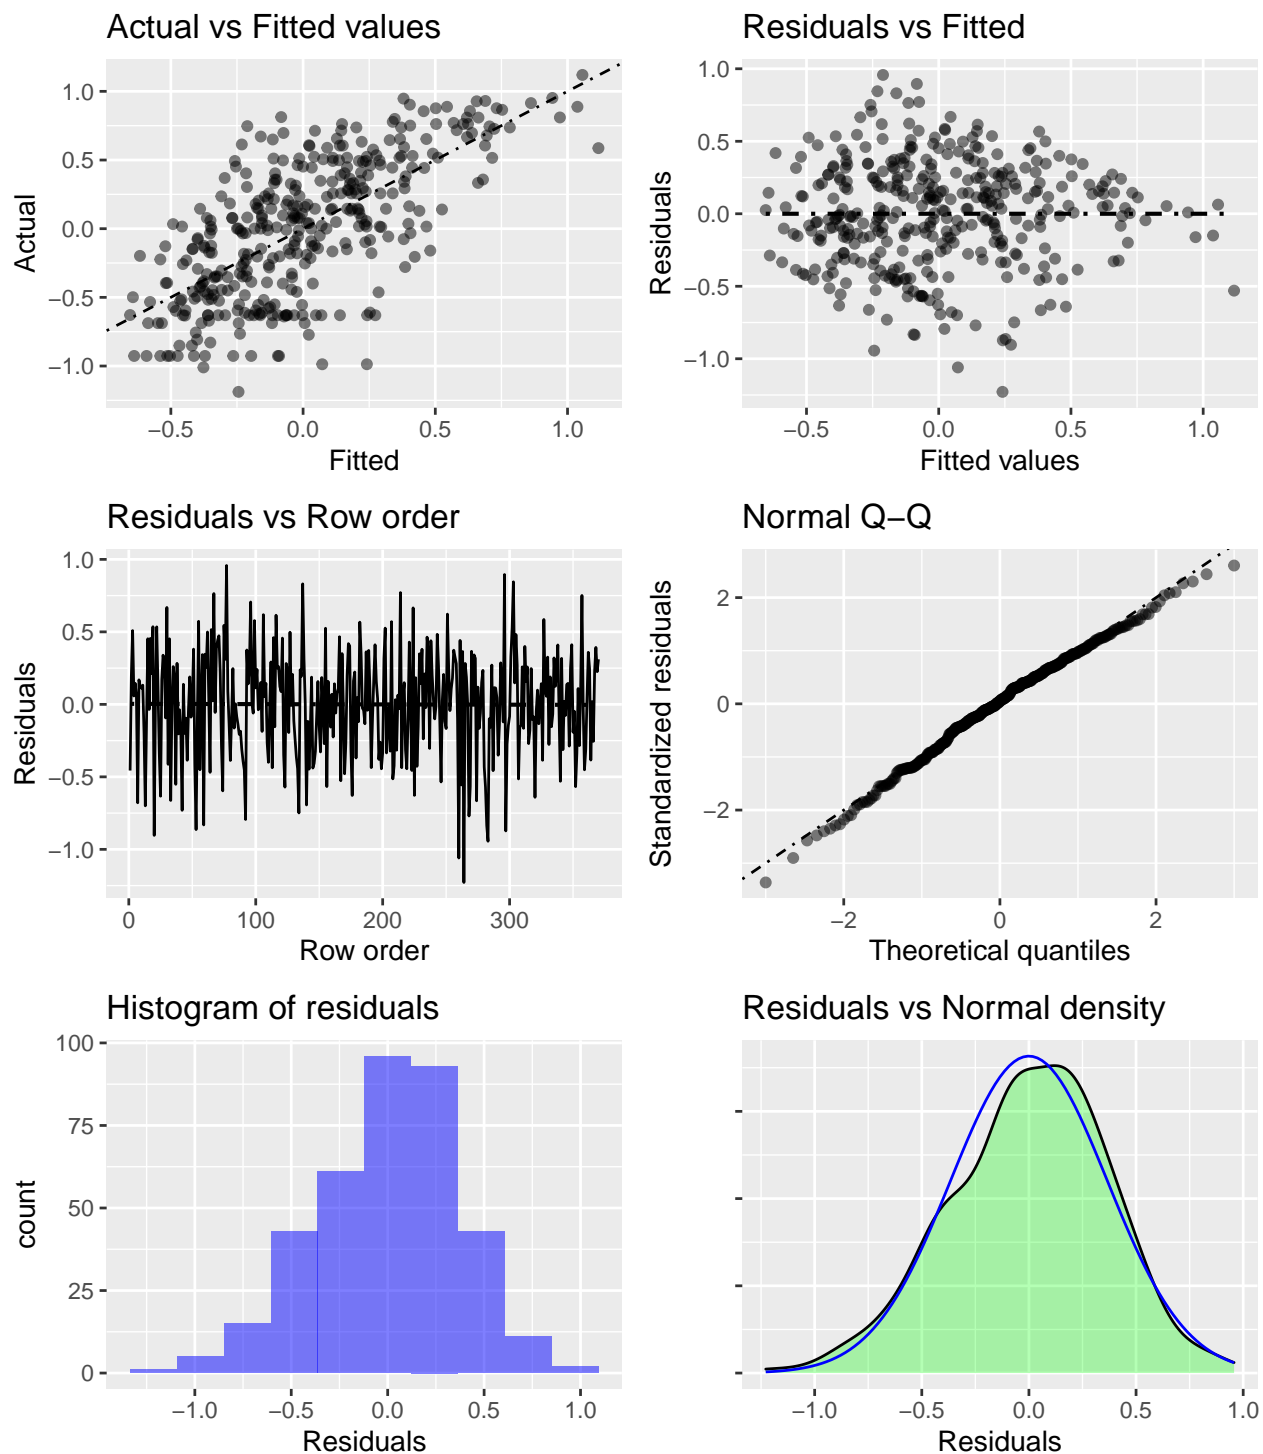 Actual vs Fitted values
Actual
1.0
0.5
0.0
−0.5
−1.0
−0.5
0.0
0.5
1.0
Fitted
Residuals vs Fitted
Residuals
1.0
0.5
0.0
−0.5
−1.0
−0.5
0.0
0.5
1.0
Fitted values
Residuals vs Row order
Residuals
1.0
0.5
0.0
−0.5
−1.0
0
100
200
300
Row order
Normal Q−Q
Standardized residuals
2
0
−2
−2
0
2
Theoretical quantiles
Histogram of residuals
count
100
75
50
25
0
−1.0
−0.5
0.0
0.5
1.0
Residuals
Residuals vs Normal density
−1.0
−0.5
0.0
0.5
1.0
Residuals